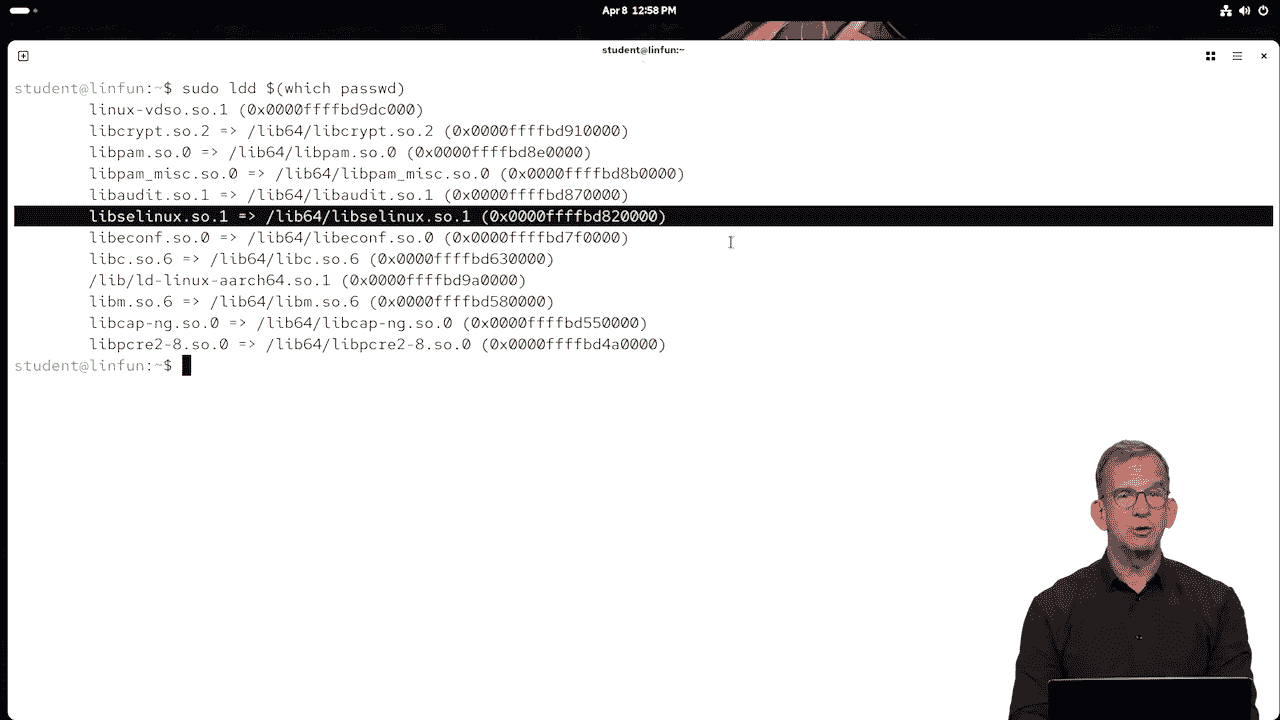 Apr 8 12:58 PM
student@linfun:~
student@linfun:~$ sudo ldd $(which passwd)
linux-vdso.so.1 (0x0000ffffbd9dc000)
libcrypt.so.2 => /lib64/libcrypt.so.2 (0x0000ffffbd910000)
libpam.so.0 => /lib64/libpam.so.0 (0x0000ffffbd8e0000)
libpam_misc.so.0 => /lib64/libpam_misc.so.0 (0x0000ffffbd8b0000)
libaudit.so.1 => /lib64/libaudit.so.1 (0x0000ffffbd870000)
libselinux.so.1 => /lib64/libselinux.so.1 (0x0000ffffbd820000)
libeconf.so.0 => /lib64/libeconf.so.0 (0x0000ffffbd7f0000)
libc.so.6 => /lib64/libc.so.6 (0x0000ffffbd630000)
/lib/ld-linux-aarch64.so.1 (0x0000ffffbd9a0000)
libm.so.6 => /lib64/libm.so.6 (0x0000ffffbd580000)
libcap-ng.so.0 => /lib64/libcap-ng.so.0 (0x0000ffffbd550000)
libpcre2-8.so.0 => /lib64/libpcre2-8.so.0 (0x0000ffffbd4a0000)
student@linfun:~$